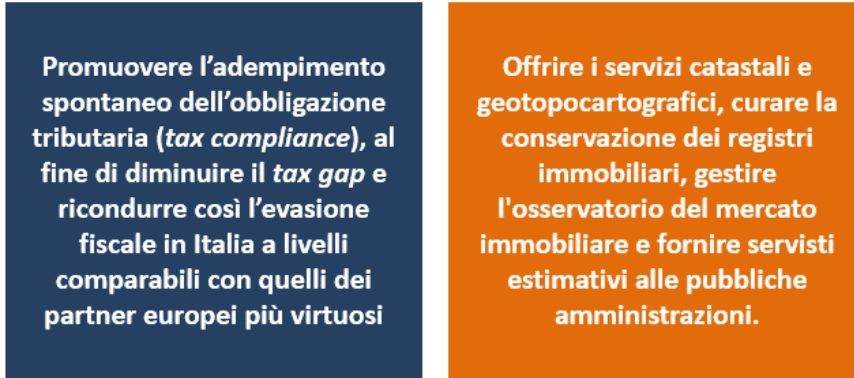 Promuovere l’adempimento
spontaneo dell’obbligazione
tributaria (tax compliance), al
fine di diminuire il tax gap e
ricondurre così l’evasione
fiscale in Italia a livelli
comparabili con quelli dei
partner europei più virtuosi
Offrire i servizi catastali e
geotopocartografici, curare la
conservazione dei registri
immobiliari, gestire
l'osservatorio del mercato
immobiliare e fornire servisti
estimativi alle pubbliche
amministrazioni.